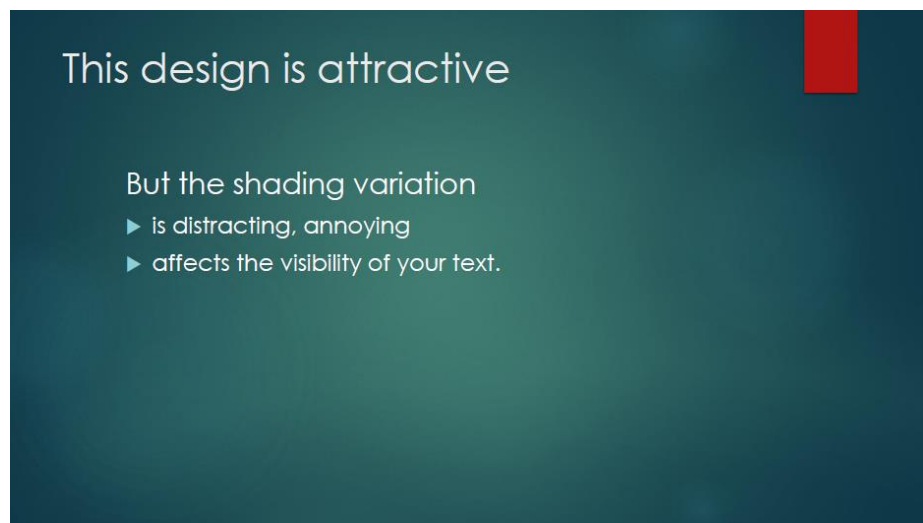 This design is attractive
But the shading variation
is distracting, annoying
affects the visibility of your text.